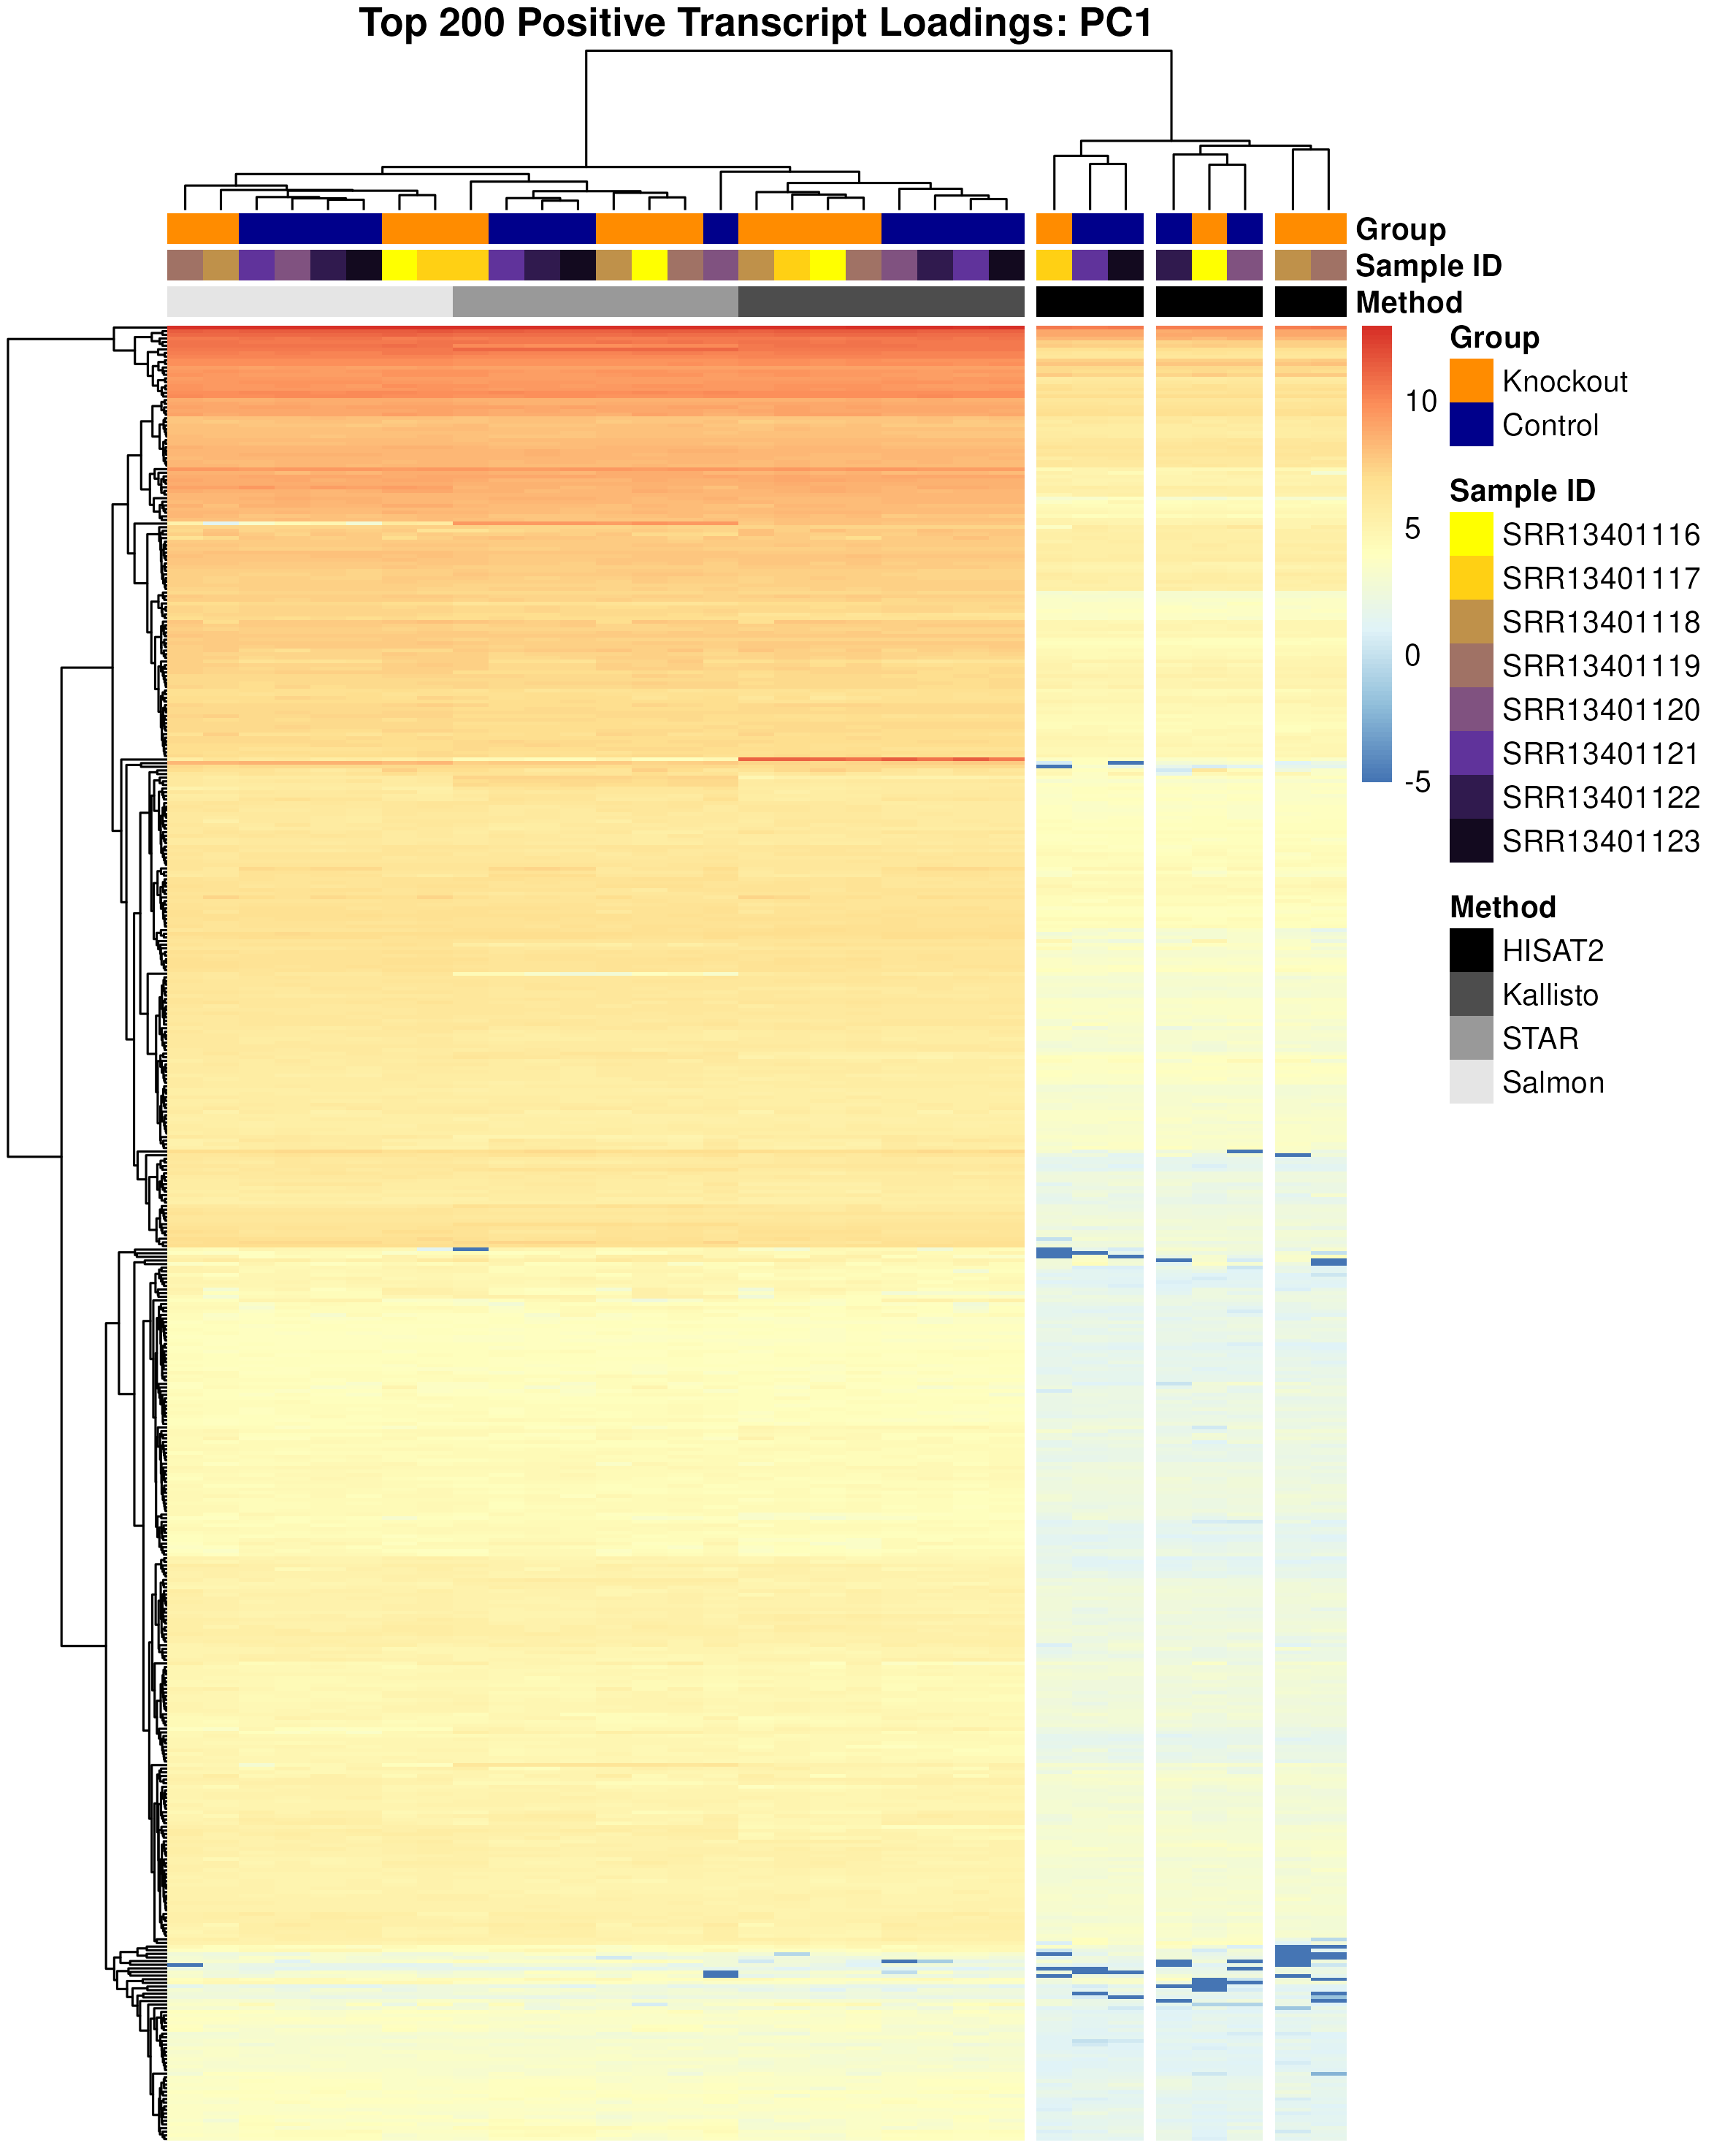 Top 200 Positive Transcript Loadings: PC1
Group
Sample ID
Method
10
5
0
-5
Group
Knockout
Control
Sample ID
SRR13401116
SRR13401117
SRR13401118
SRR13401119
SRR13401120
SRR13401121
SRR13401122
SRR13401123
Method
HISAT2
Kallisto
STAR
Salmon